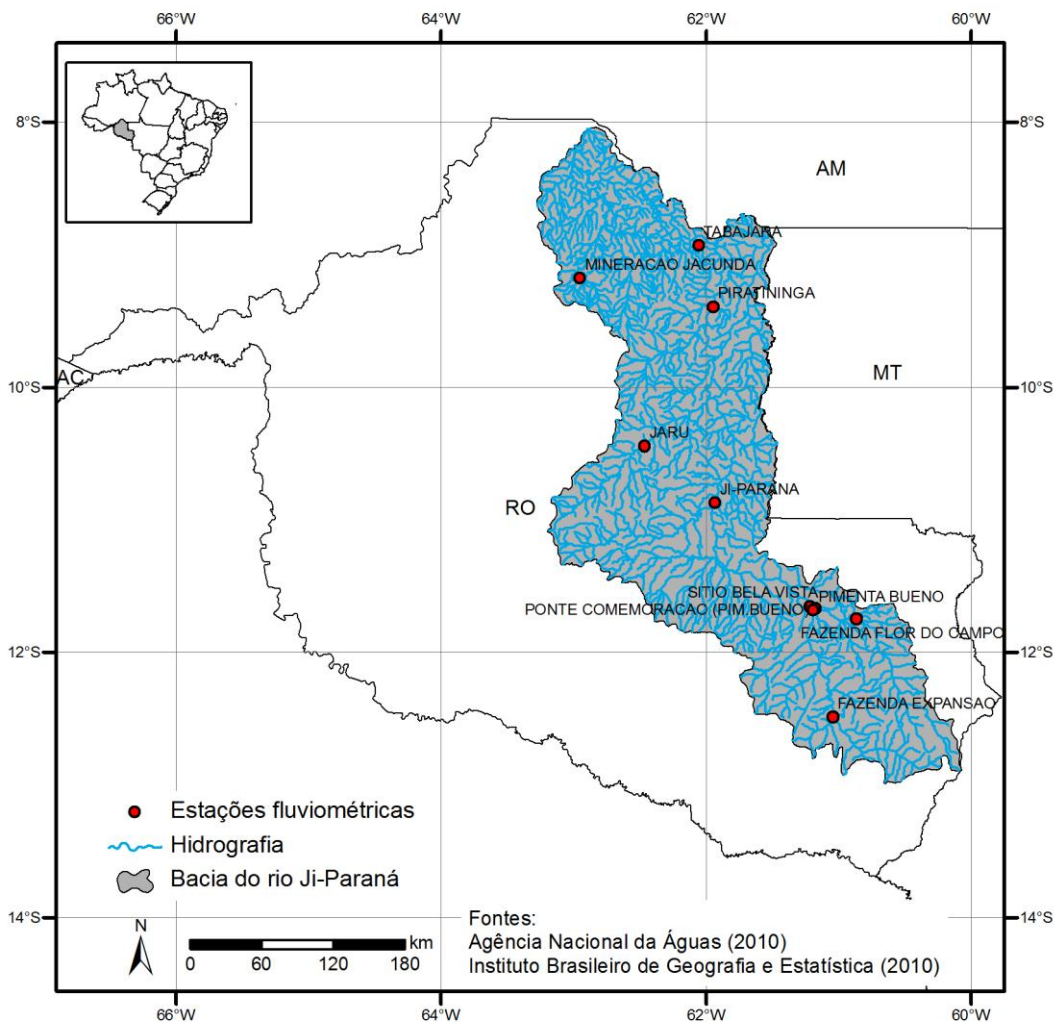 66°W 64°W 62°W 60°W
8°S 8°S
AM
TABAJARA
MINERACAO JACUNDA
PIRATININGA
10°S 10°S
AC
MT
JARU
JI-PARANA
RO
SITIO BELA VISTA
PIMENTA BUENO
PONTE COMEMORACAO (PIM.BUENO
FAZENDA FLOR DO CAMPO
12°S 12°S
FAZENDA EXPANSAO
Estações fluviométricas
Hidrografia
Bacia do rio Ji-Paraná
14°S 14°S
N
km
0 60 120 180
Fontes:
Agência Nacional da Águas (2010)
Instituto Brasileiro de Geografia e Estatística (2010)
66°W 64°W 62°W 60°W